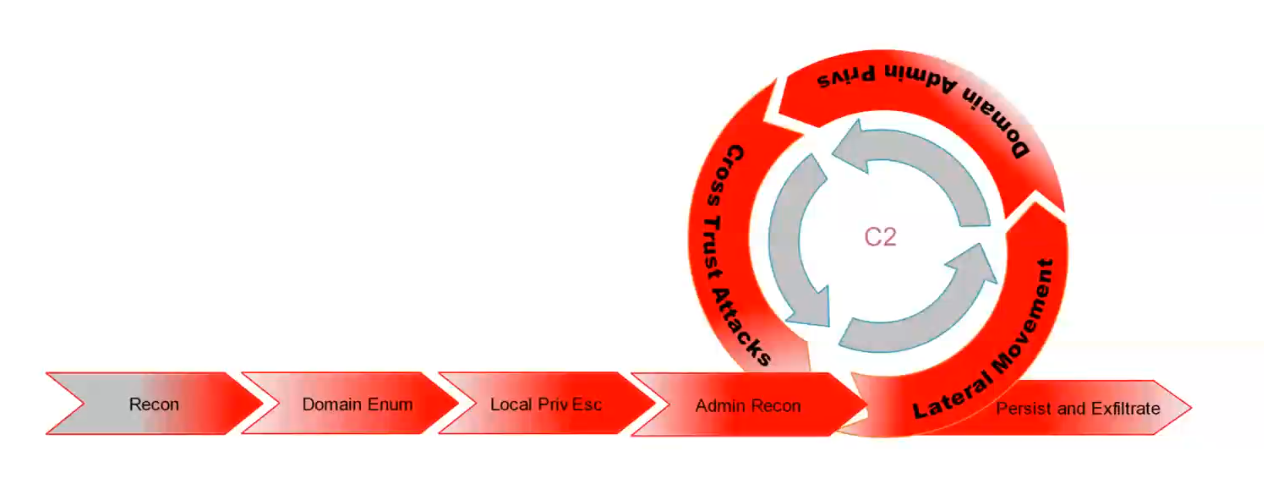 Recon
Domain Enum
Local Priv Esc
Admin Recon
Lateral Movement
Domain Admin Privs
Cross Trust Attacks
C2
Persist and Exfiltrate